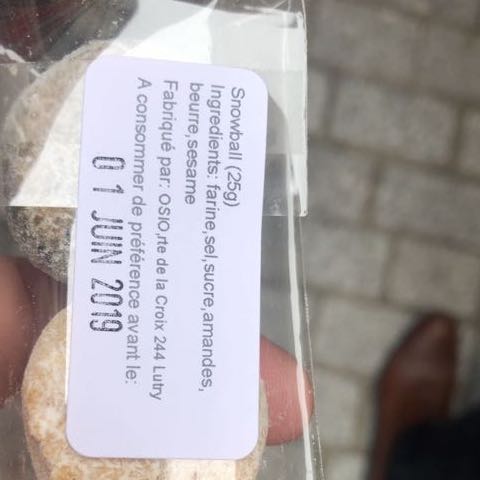 Snowball (25g)
Ingredients: farine,sel,sucre,amandes,
beurre,sesame
Fabriqué par: OSIO,rte de la Croix 244 Lutry
A consommer de préférence avant le:
01 JUIN 2019